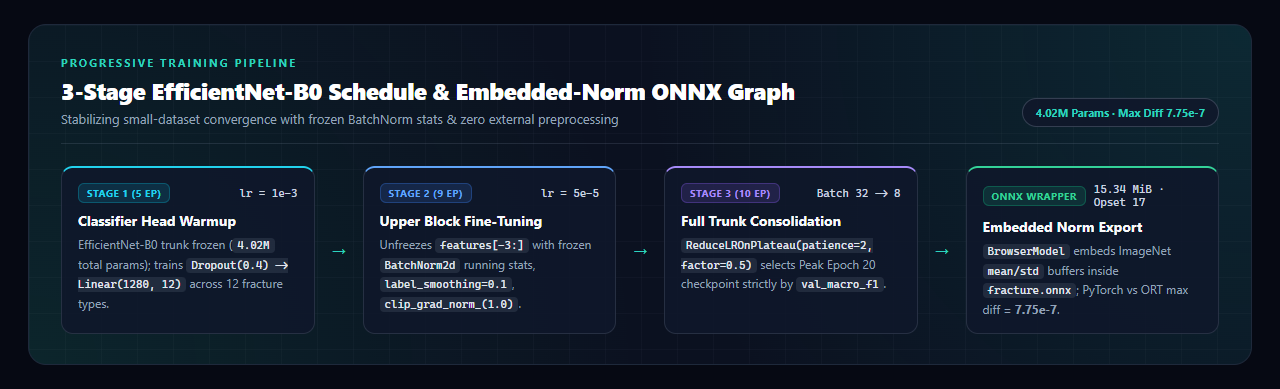 PROGRESSIVE TRAINING PIPELINE
3-Stage EfficientNet-B0 Schedule & Embedded-Norm ONNX Graph
Stabilizing small-dataset convergence with frozen BatchNorm stats & zero external preprocessing
4.02M Params · Max Diff 7.75e-7
STAGE 1 (5 EP)
lr = 1e-3
Classifier Head Warmup
EfficientNet-B0 trunk frozen (4.02M
total params); trains Dropout(0.4) →
Linear(1280, 12) across 12 fracture
types.
→
STAGE 2 (9 EP)
lr = 5e-5
Upper Block Fine-Tuning
Unfreezes features[-3:] with frozen
BatchNorm2d running stats,
label_smoothing=0.1,
clip_grad_norm_(1.0).
→
STAGE 3 (10 EP)
Batch 32 → 8
Full Trunk Consolidation
ReduceLROnPlateau(patience=2,
factor=0.5) selects Peak Epoch 20
checkpoint strictly by val_macro_f1.
→
ONNX WRAPPER
15.34 MiB ·
Opset 17
Embedded Norm Export
BrowserModel embeds ImageNet
mean/std buffers inside
fracture.onnx; PyTorch vs ORT max
diff = 7.75e-7.